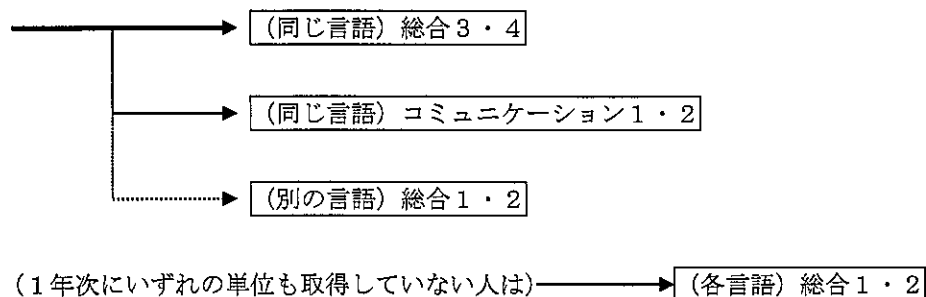 (同じ言語)総合3・4
(同じ言語)コミュニケーション1・2
(別の言語)総合1・2
(1年次にいずれの単位も取得していない人は) (各言語)総合1・2